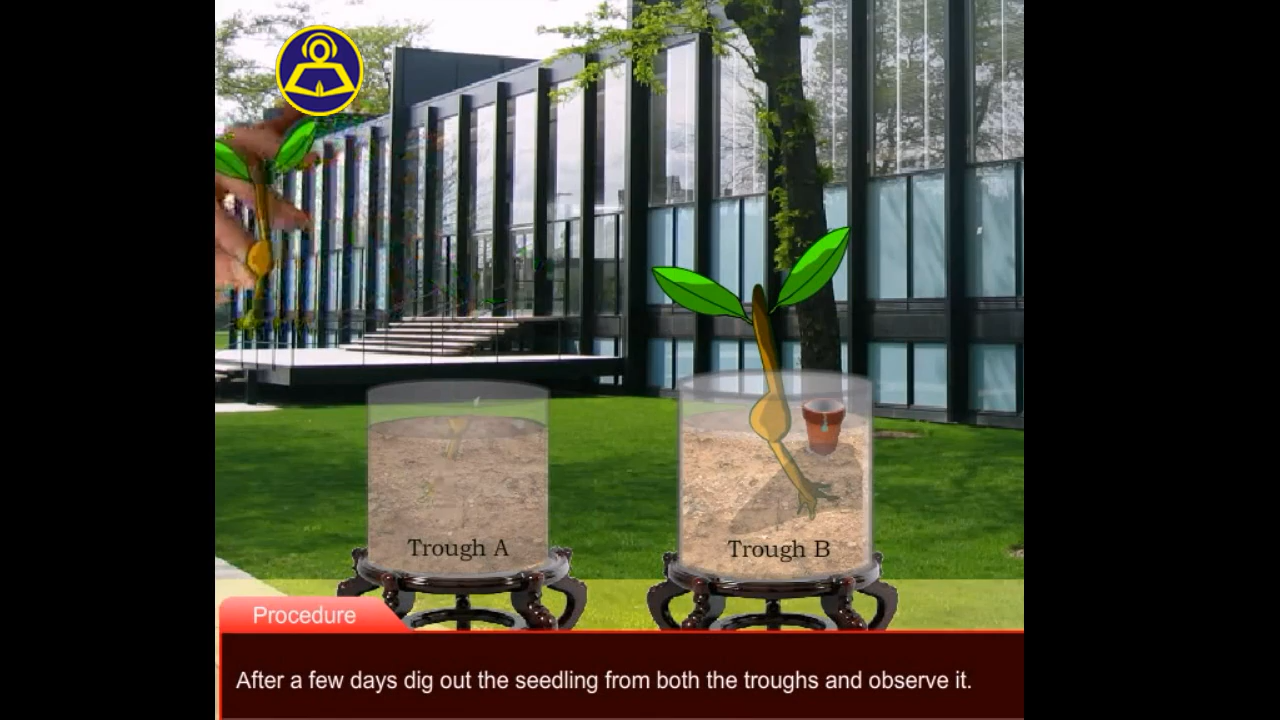 Trough A
Trough B
Procedure
After a few days dig out the seedling from both the troughs and observe it.